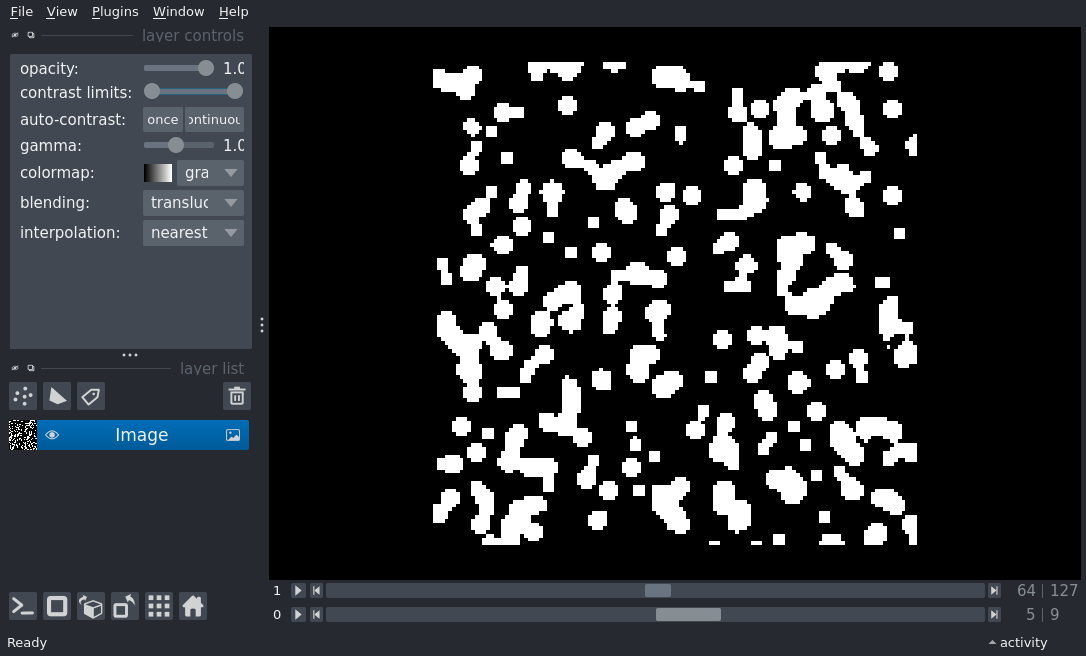 File View Plugins Window Help
layer controls
opacity: 1.0
contrast limits:
auto-contrast: once ontinuou
gamma: 1.0
colormap: gra
blending: transluc
interpolation: nearest
layer list
Image
1 64 | 127
0 5 | 9
Ready activity